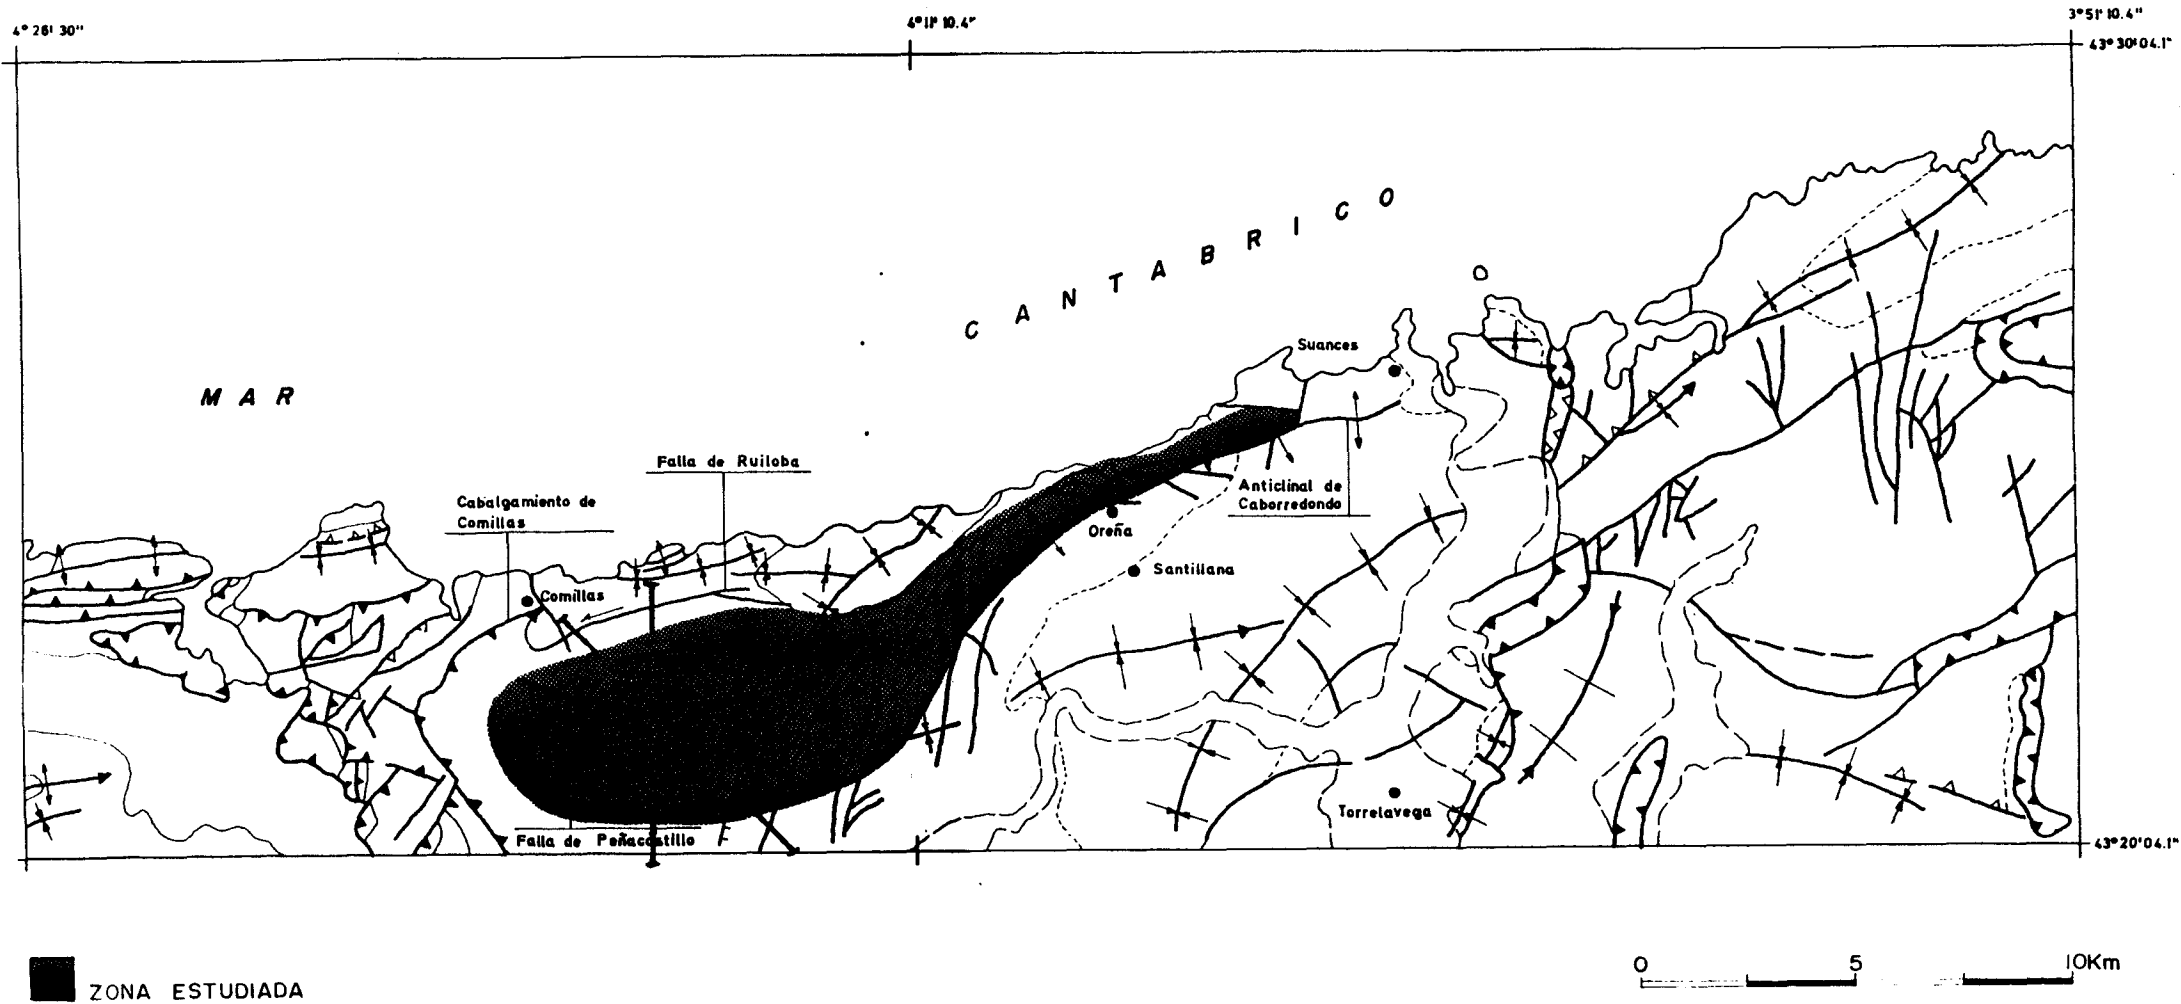 4° 26' 30"
4° 11' 10.4"
3° 51' 10.4"
43° 30' 04.1"
MAR
CANTABRICO
Suances
Falla de Ruiloba
Cabalgamiento de
Comillas
Anticlinal de
Caborredondo
Oreña
Santillana
Comillas
Torrelavega
Falla de Peñacastillo
43° 20' 04.1"
ZONA ESTUDIADA
0 5 10Km